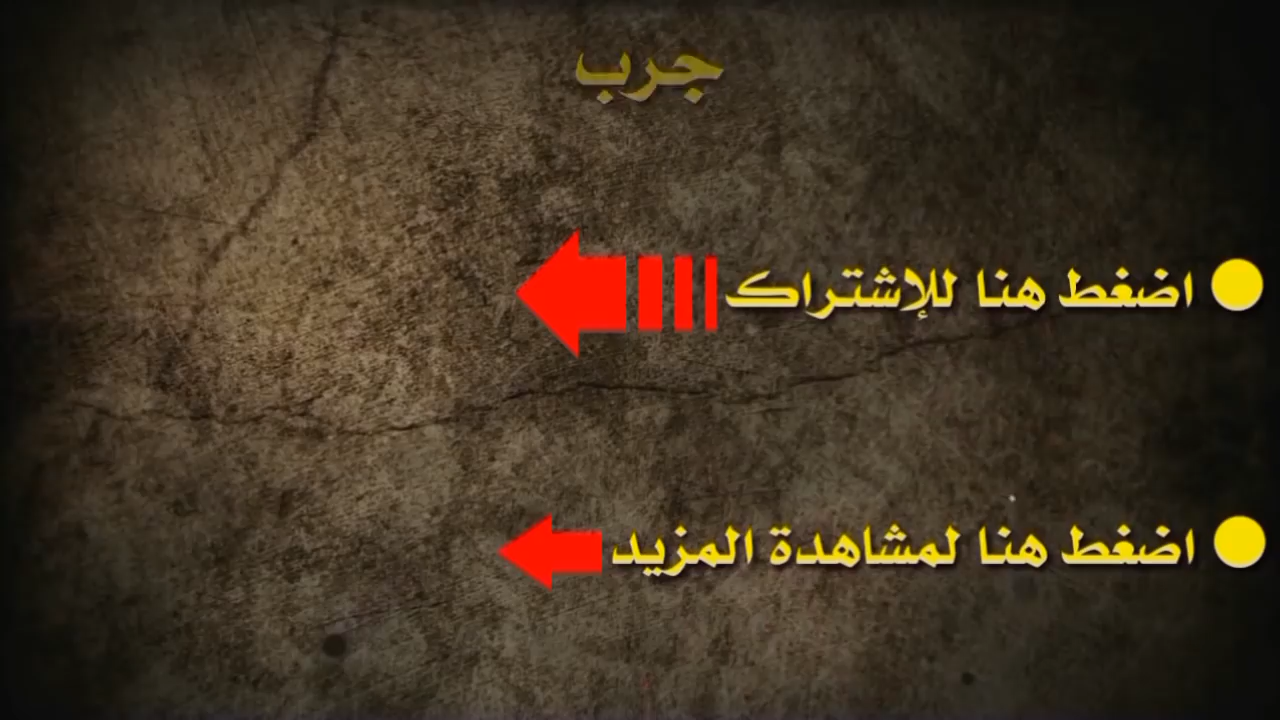 جرب
اضغط هنا للإشتراك
اضغط هنا لمشاهدة المزيد